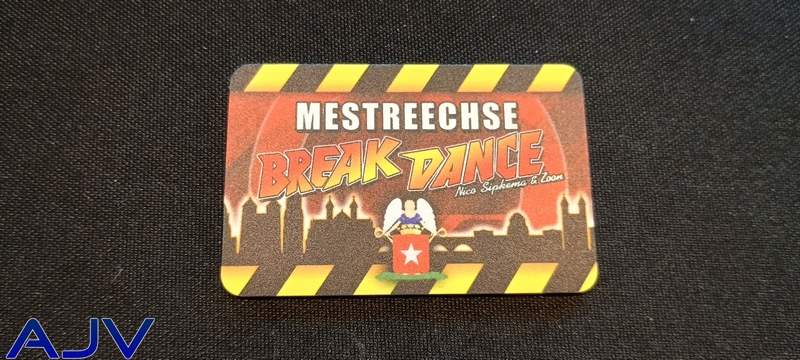 MESTREECHSE
BREAK DANCE
Nico Sipkema & Zoon
AJV